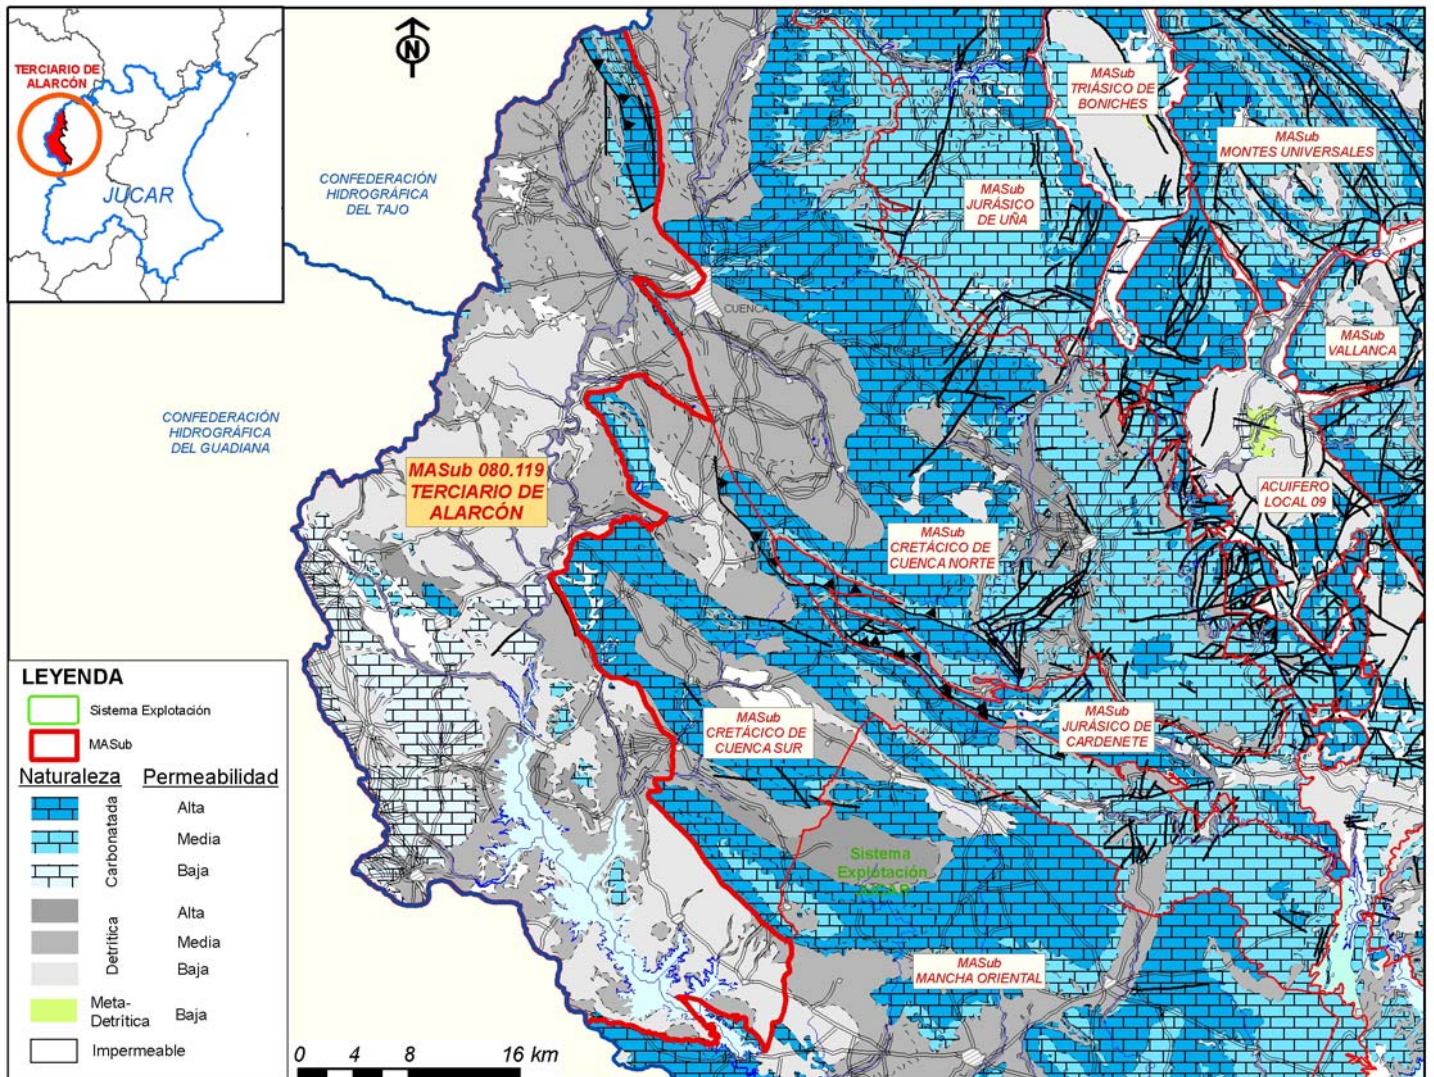 TERCIARIO DE
ALARCÓN
JÚCAR
N
CONFEDERACIÓN
HIDROGRÁFICA
DEL TAJO
CONFEDERACIÓN
HIDROGRÁFICA
DEL GUADIANA
MASub
TRIÁSICO DE
BONICHES
MASub
MONTES UNIVERSALES
MASub
JURÁSICO
DE UÑA
CUENCA
MASub
VALLANCA
MASub 080.119
TERCIARIO DE
ALARCÓN
ACUIFERO
LOCAL 09
MASub
CRETÁCICO DE
CUENCA NORTE
MASub
CRETÁCICO DE
CUENCA SUR
MASub
JURÁSICO DE
CARDENETE
Sistema
Explotación
MASub
MANCHA ORIENTAL
LEYENDA
Sistema Explotación
MASub
Naturaleza Permeabilidad
Carbonatada
Alta
Media
Baja
Detrítica
Alta
Media
Baja
Meta-
Detrítica Baja
Impermeable
0 4 8 16 km